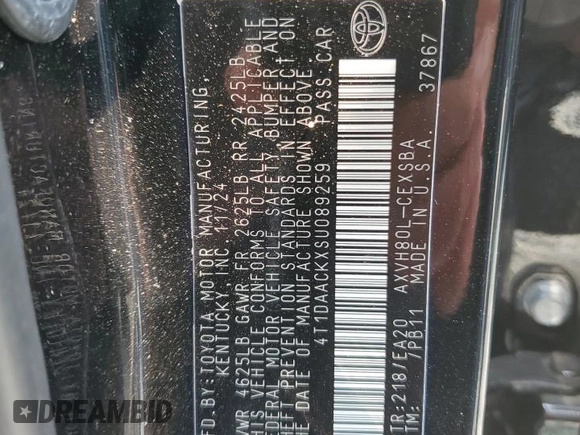 MFD.BY:TOYOTA MOTOR MANUFACTURING,
KENTUCKY, INC. 11/24
GVWR 4625LB GAWR FR 2625LB RR 2425LB
THIS VEHICLE CONFORMS TO ALL APPLICABLE
FEDERAL MOTOR VEHICLE SAFETY, BUMPER, AND
THEFT PREVENTION STANDARDS IN EFFECT ON
THE DATE OF MANUFACTURE SHOWN ABOVE.
4T1DAACKXSU089259 PASS.CAR
C/TR:218/EA20 AXVH80L-CEXSBA
/PB11 MADE IN U.S.A. 37867
DREAMBID